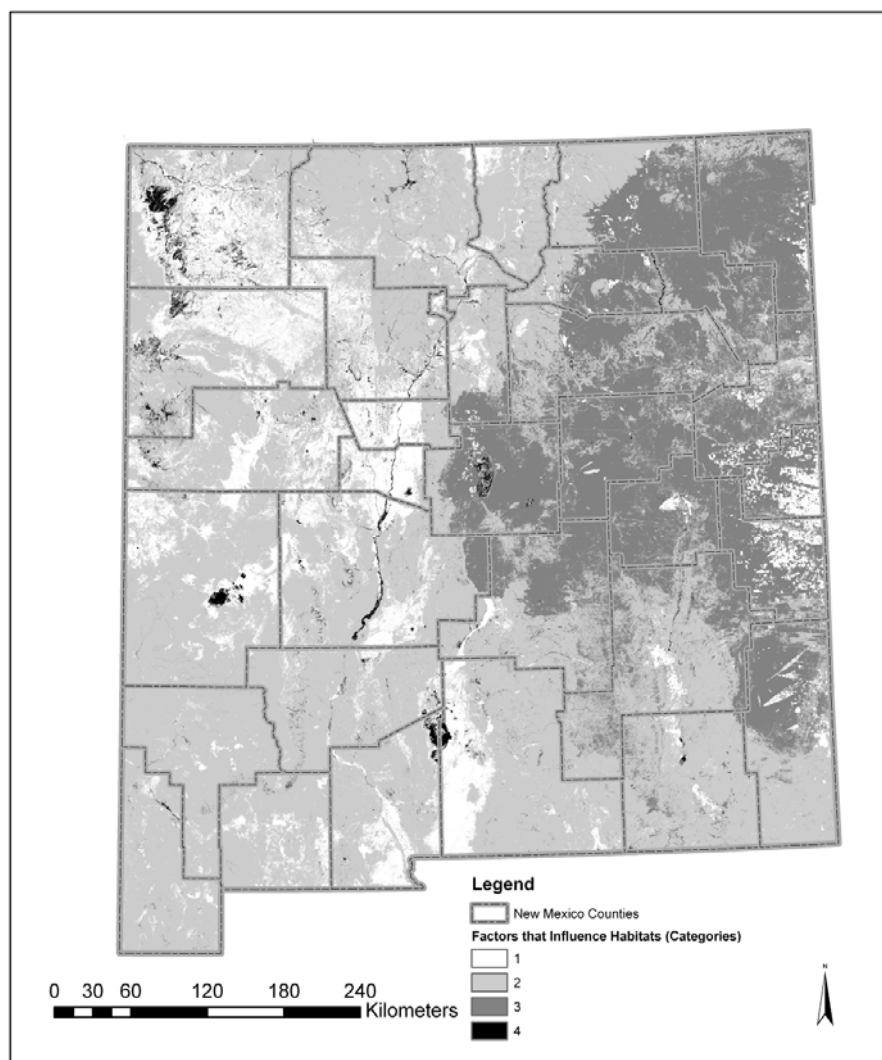 Legend
New Mexico Counties
Factors that Influence Habitats (Categories)
1
2
3
4
0 30 60 120 180 240
Kilometers
N